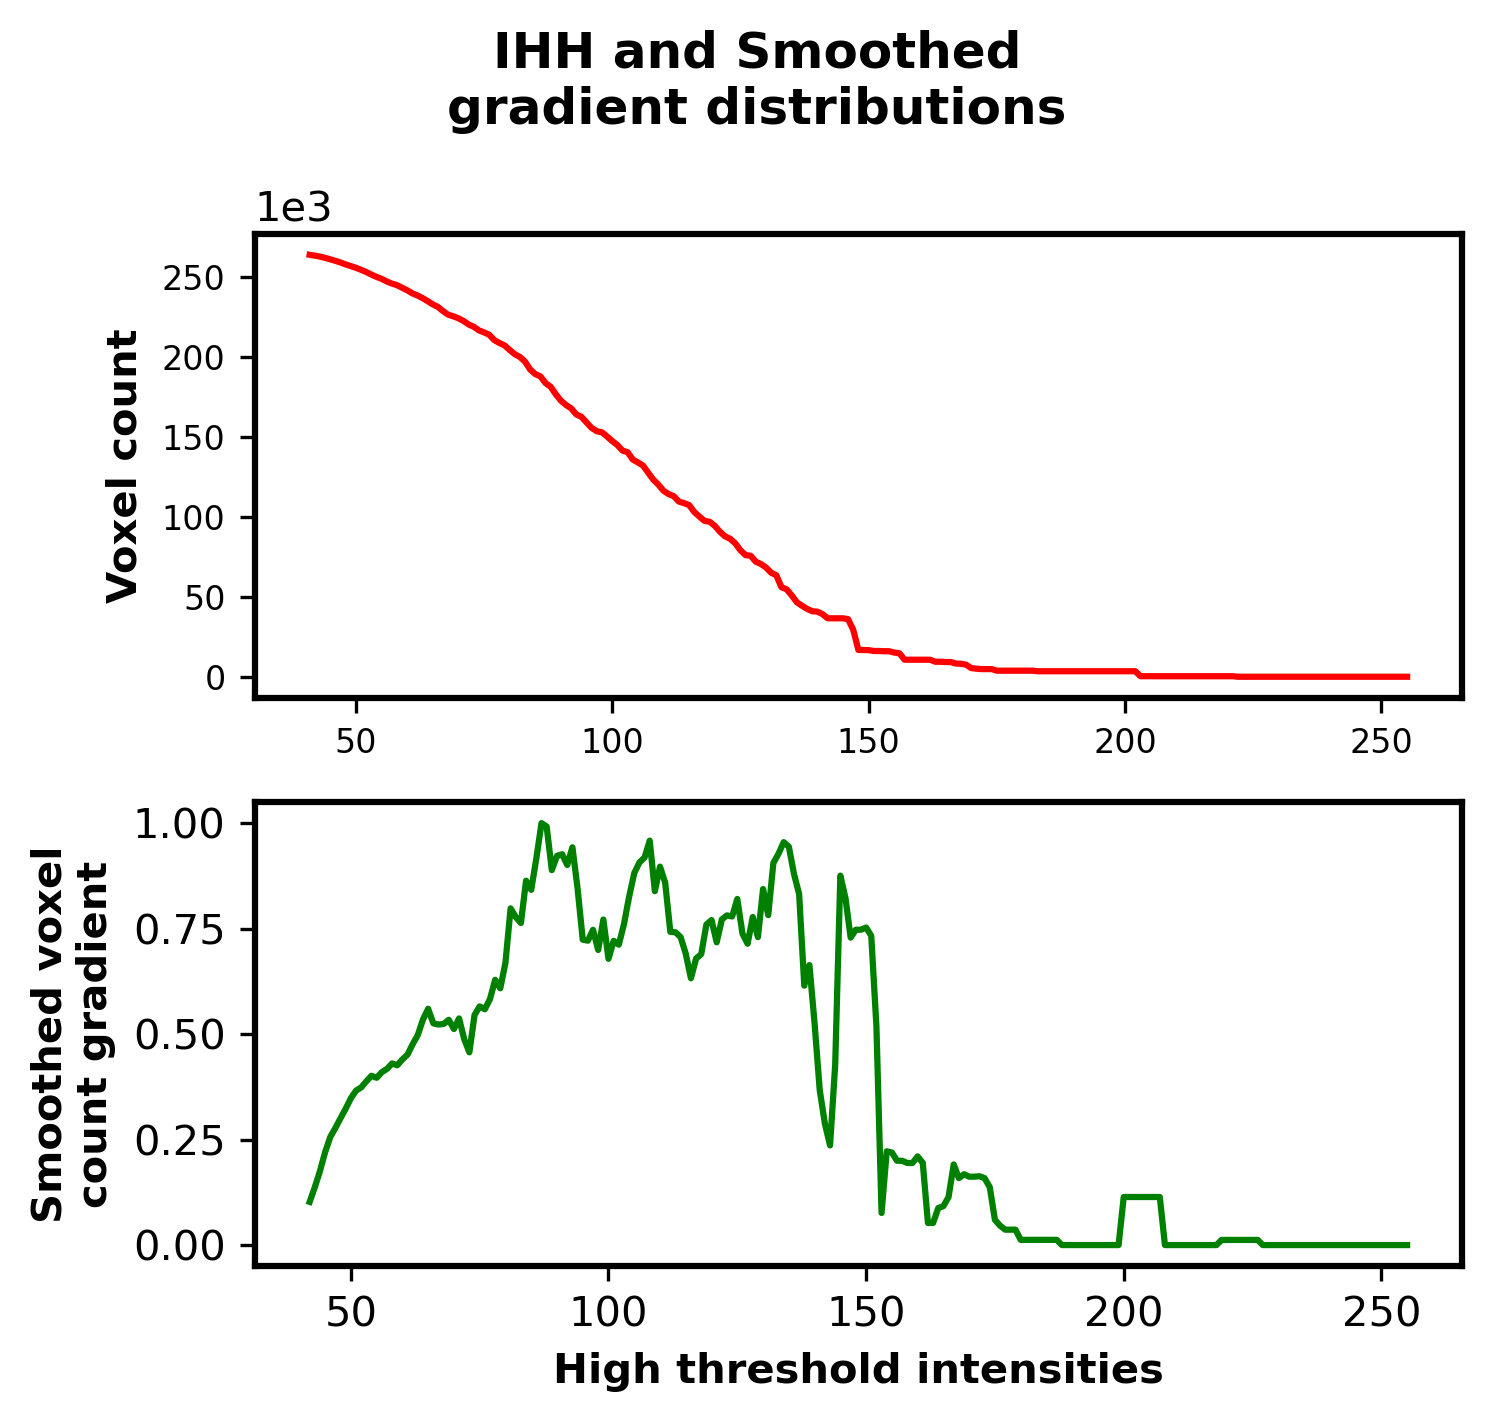 IHH and Smoothed
gradient distributions
1e3
Voxel count
250
200
150
100
50
0
50 100 150 200 250
Smoothed voxel
count gradient
1.00
0.75
0.50
0.25
0.00
50 100 150 200 250
High threshold intensities